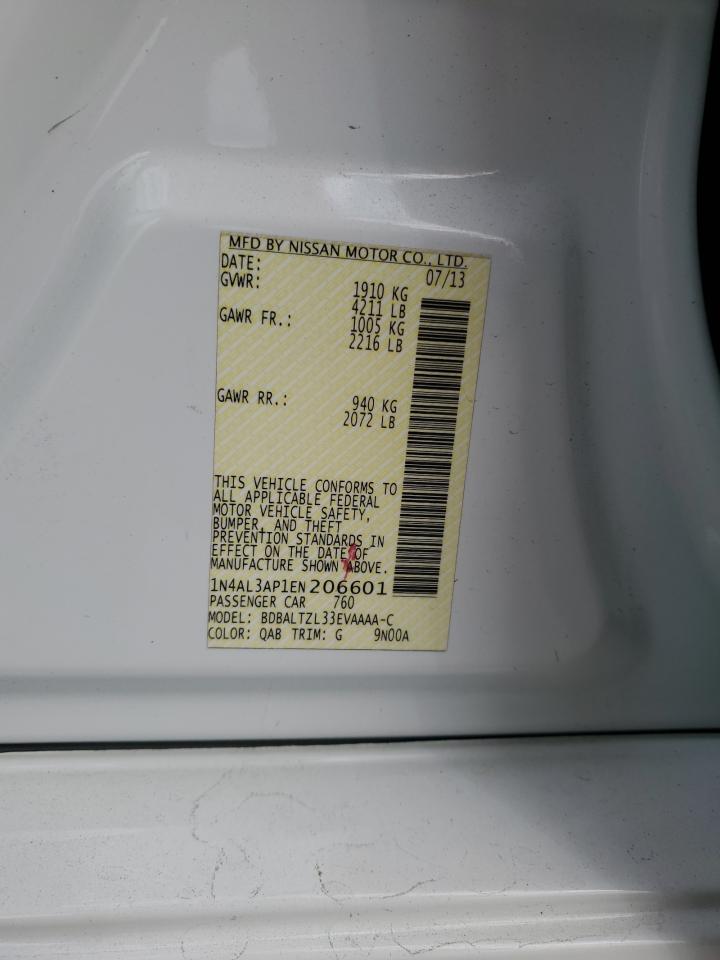 MFD BY NISSAN MOTOR CO., LTD.
DATE: 07/13
GVWR: 1910 KG
4211 LB
GAWR FR.: 1005 KG
2216 LB
GAWR RR.: 940 KG
2072 LB
THIS VEHICLE CONFORMS TO
ALL APPLICABLE FEDERAL
MOTOR VEHICLE SAFETY,
BUMPER, AND THEFT
PREVENTION STANDARDS IN
EFFECT ON THE DATE OF
MANUFACTURE SHOWN ABOVE.
1N4AL3AP1EN206601
PASSENGER CAR 760
MODEL: BDBALTZL33EVAAAA-C
COLOR: QAB TRIM: G 9N00A